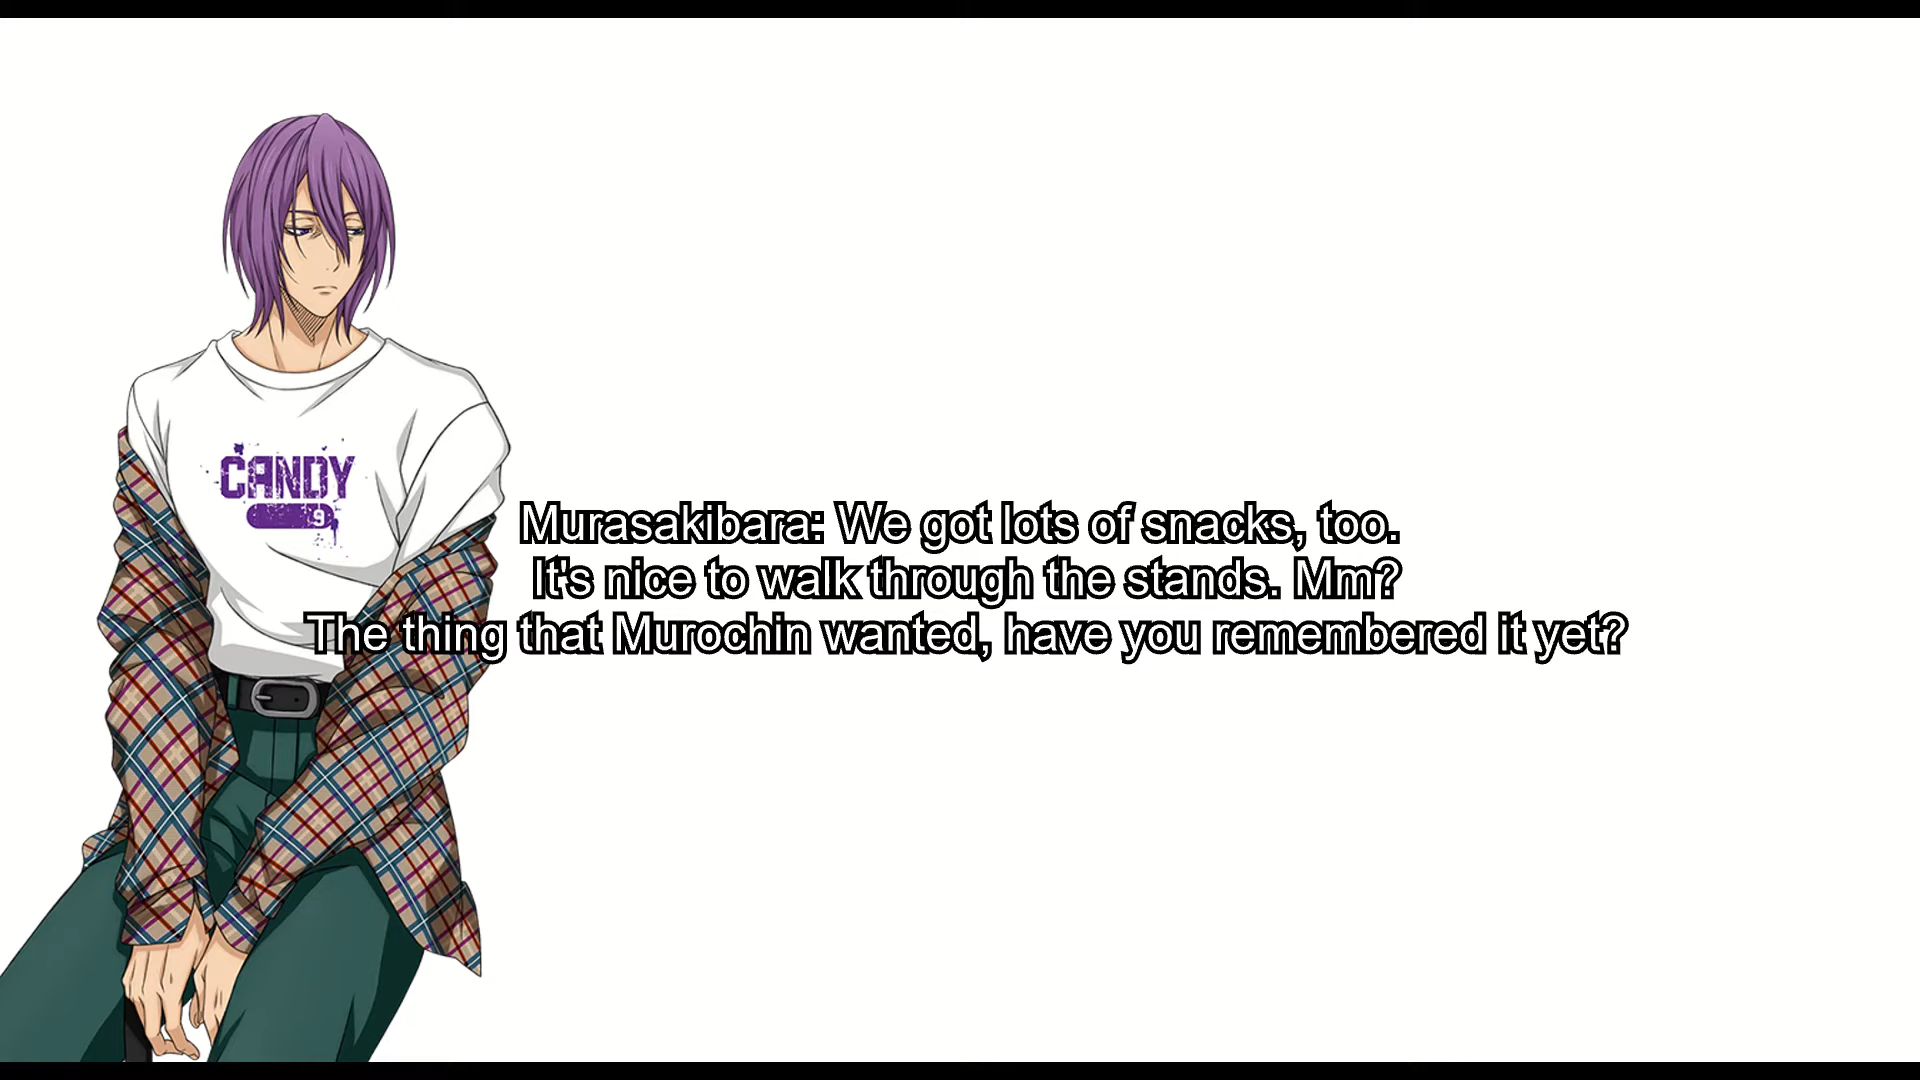 CANDY
9
Murasakibara: We got lots of snacks, too.
It's nice to walk through the stands. Mm?
The thing that Murochin wanted, have you remembered it yet?